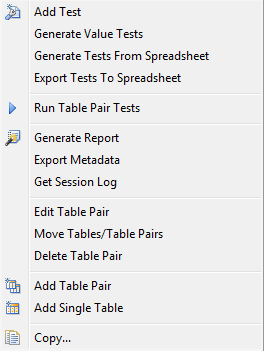 Add Test
Generate Value Tests
Generate Tests From Spreadsheet
Export Tests To Spreadsheet
Run Table Pair Tests
Generate Report
Export Metadata
Get Session Log
Edit Table Pair
Move Tables/Table Pairs
Delete Table Pair
Add Table Pair
Add Single Table
Copy...